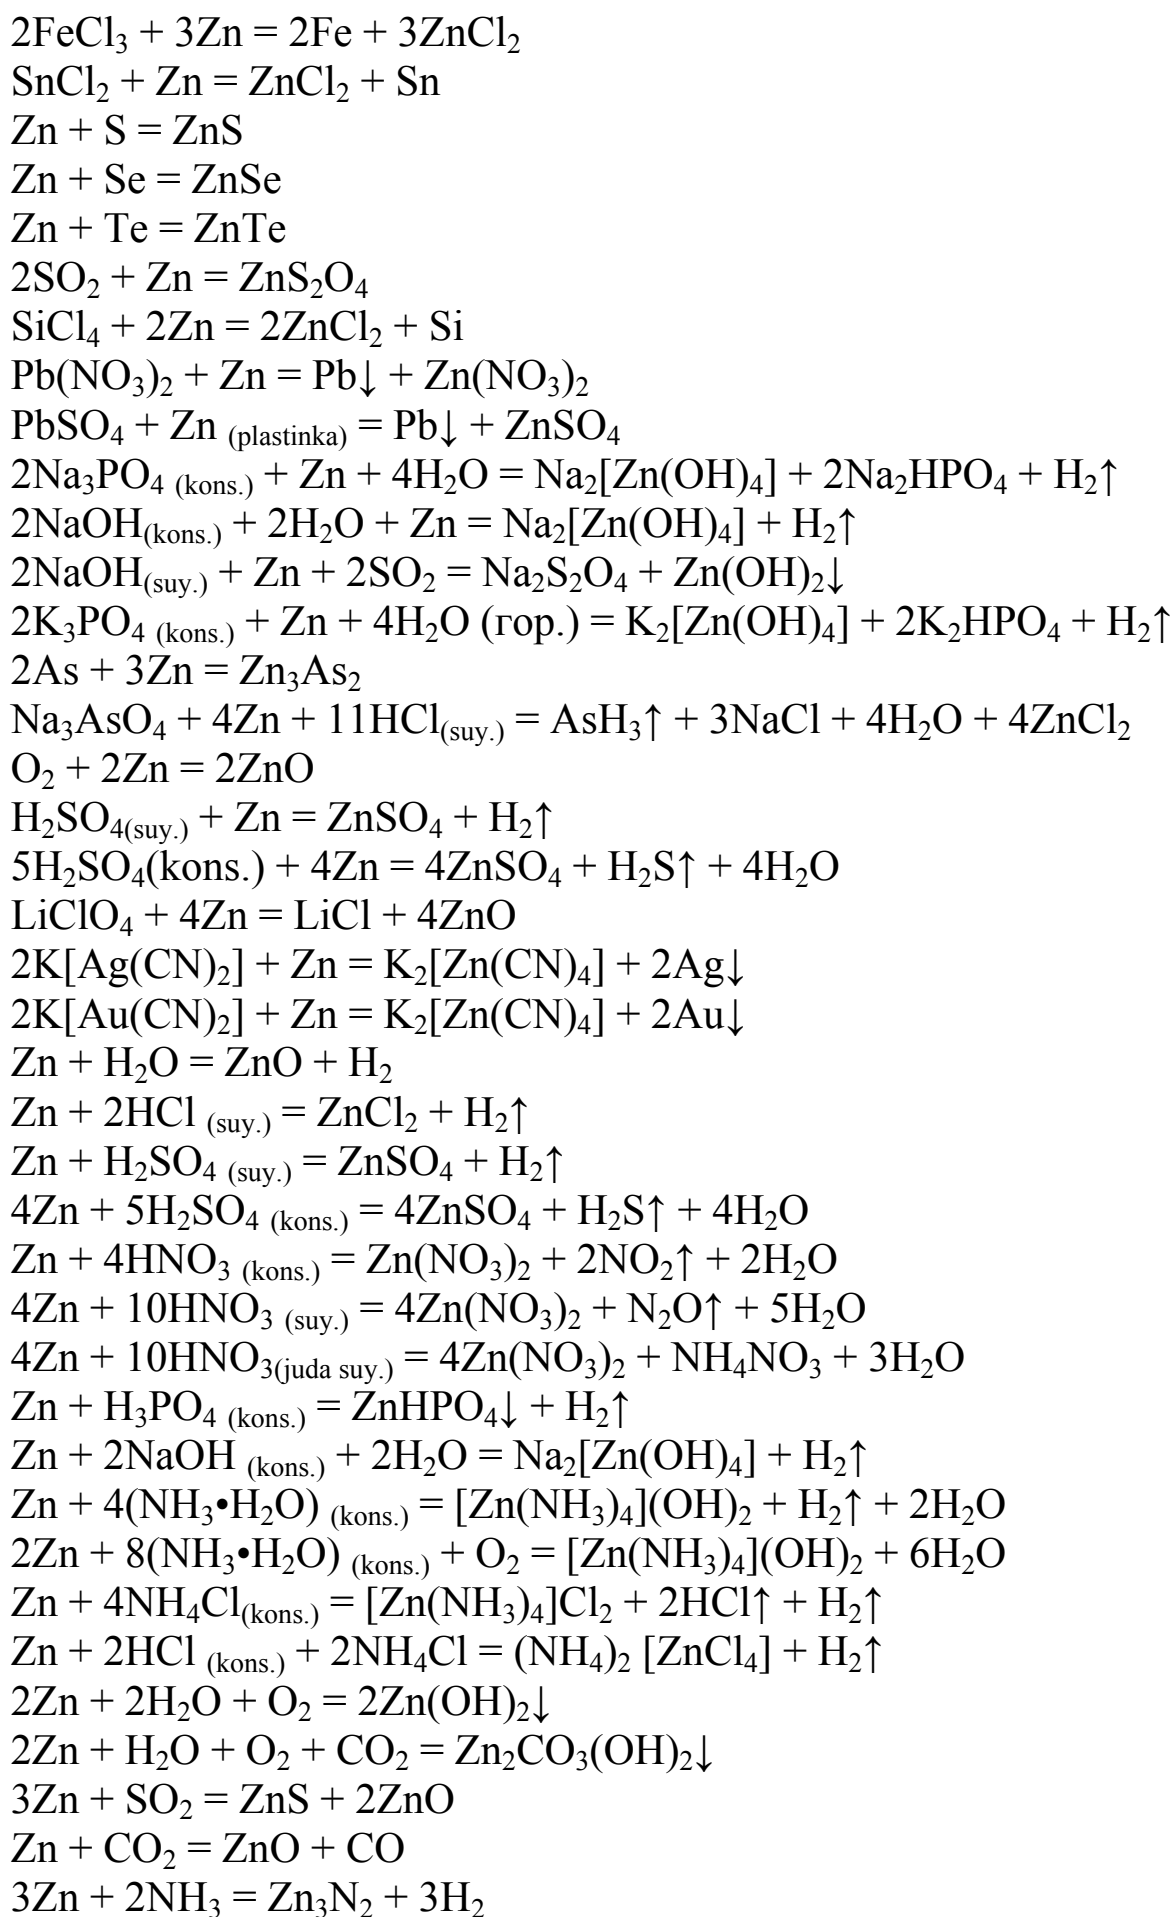 2FeCl₃ + 3Zn = 2Fe + 3ZnCl₂
SnCl₂ + Zn = ZnCl₂ + Sn
Zn + S = ZnS
Zn + Se = ZnSe
Zn + Te = ZnTe
2SO₂ + Zn = ZnS₂O₄
SiCl₄ + 2Zn = 2ZnCl₂ + Si
Pb(NO₃)₂ + Zn = Pb↓ + Zn(NO₃)₂
PbSO₄ + Zn (plastinka) = Pb↓ + ZnSO₄
2Na₃PO₄ (kons.) + Zn + 4H₂O = Na₂[Zn(OH)₄] + 2Na₂HPO₄ + H₂↑
2NaOH(kons.) + 2H₂O + Zn = Na₂[Zn(OH)₄] + H₂↑
2NaOH(suy.) + Zn + 2SO₂ = Na₂S₂O₄ + Zn(OH)₂↓
2K₃PO₄ (kons.) + Zn + 4H₂O (гор.) = K₂[Zn(OH)₄] + 2K₂HPO₄ + H₂↑
2As + 3Zn = Zn₃As₂
Na₃AsO₄ + 4Zn + 11HCl(suy.) = AsH₃↑ + 3NaCl + 4H₂O + 4ZnCl₂
O₂ + 2Zn = 2ZnO
H₂SO₄(suy.) + Zn = ZnSO₄ + H₂↑
5H₂SO₄(kons.) + 4Zn = 4ZnSO₄ + H₂S↑ + 4H₂O
LiClO₄ + 4Zn = LiCl + 4ZnO
2K[Ag(CN)₂] + Zn = K₂[Zn(CN)₄] + 2Ag↓
2K[Au(CN)₂] + Zn = K₂[Zn(CN)₄] + 2Au↓
Zn + H₂O = ZnO + H₂
Zn + 2HCl (suy.) = ZnCl₂ + H₂↑
Zn + H₂SO₄ (suy.) = ZnSO₄ + H₂↑
4Zn + 5H₂SO₄ (kons.) = 4ZnSO₄ + H₂S↑ + 4H₂O
Zn + 4HNO₃ (kons.) = Zn(NO₃)₂ + 2NO₂↑ + 2H₂O
4Zn + 10HNO₃ (suy.) = 4Zn(NO₃)₂ + N₂O↑ + 5H₂O
4Zn + 10HNO₃(juda suy.) = 4Zn(NO₃)₂ + NH₄NO₃ + 3H₂O
Zn + H₃PO₄ (kons.) = ZnHPO₄↓ + H₂↑
Zn + 2NaOH (kons.) + 2H₂O = Na₂[Zn(OH)₄] + H₂↑
Zn + 4(NH₃•H₂O) (kons.) = [Zn(NH₃)₄](OH)₂ + H₂↑ + 2H₂O
2Zn + 8(NH₃•H₂O) (kons.) + O₂ = [Zn(NH₃)₄](OH)₂ + 6H₂O
Zn + 4NH₄Cl(kons.) = [Zn(NH₃)₄]Cl₂ + 2HCl↑ + H₂↑
Zn + 2HCl (kons.) + 2NH₄Cl = (NH₄)₂ [ZnCl₄] + H₂↑
2Zn + 2H₂O + O₂ = 2Zn(OH)₂↓
2Zn + H₂O + O₂ + CO₂ = Zn₂CO₃(OH)₂↓
3Zn + SO₂ = ZnS + 2ZnO
Zn + CO₂ = ZnO + CO
3Zn + 2NH₃ = Zn₃N₂ + 3H₂